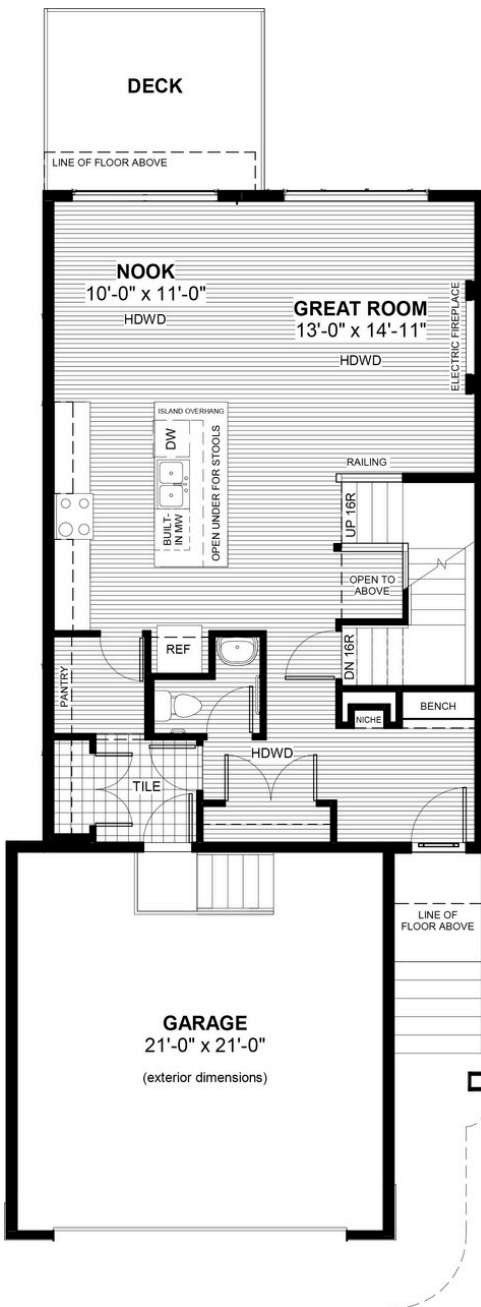 DECK
LINE OF FLOOR ABOVE
NOOK
10'-0" x 11'-0"
HDWD
GREAT ROOM
13'-0" x 14'-11"
HDWD
ELECTRIC FIREPLACE
ISLAND OVERHANG
DW
OPEN UNDER FOR STOOLS
BUILT-
IN MW
RAILING
UP 16R
OPEN TO
ABOVE
DN 16R
REF
PANTRY
NICHE
BENCH
HDWD
TILE
LINE OF
FLOOR ABOVE
GARAGE
21'-0" x 21'-0"
(exterior dimensions)